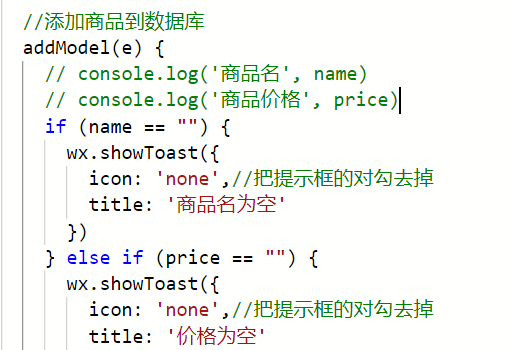 //添加商品到数据库
addModel(e) {
// console.log('商品名', name)
// console.log('商品价格', price)
if (name == "") {
wx.showToast({
icon: 'none',//把提示框的对勾去掉
title: '商品名为空'
})
} else if (price == "") {
wx.showToast({
icon: 'none',//把提示框的对勾去掉
title: '价格为空'